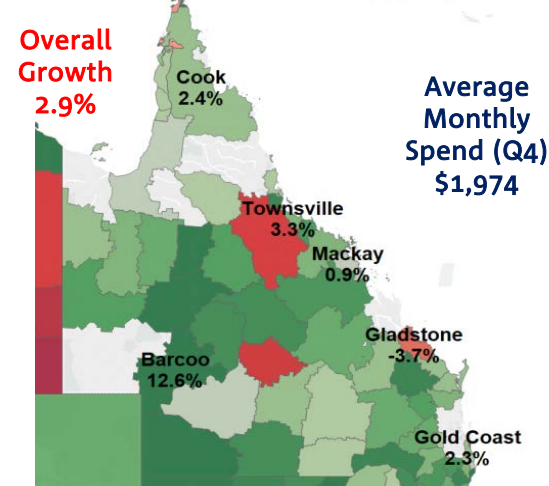 Overall
Growth
2.9%
Cook
2.4%
Average
Monthly
Spend (Q4)
$1,974
Townsville
3.3%
Mackay
0.9%
Gladstone
-3.7%
Barcoo
12.6%
Gold Coast
2.3%